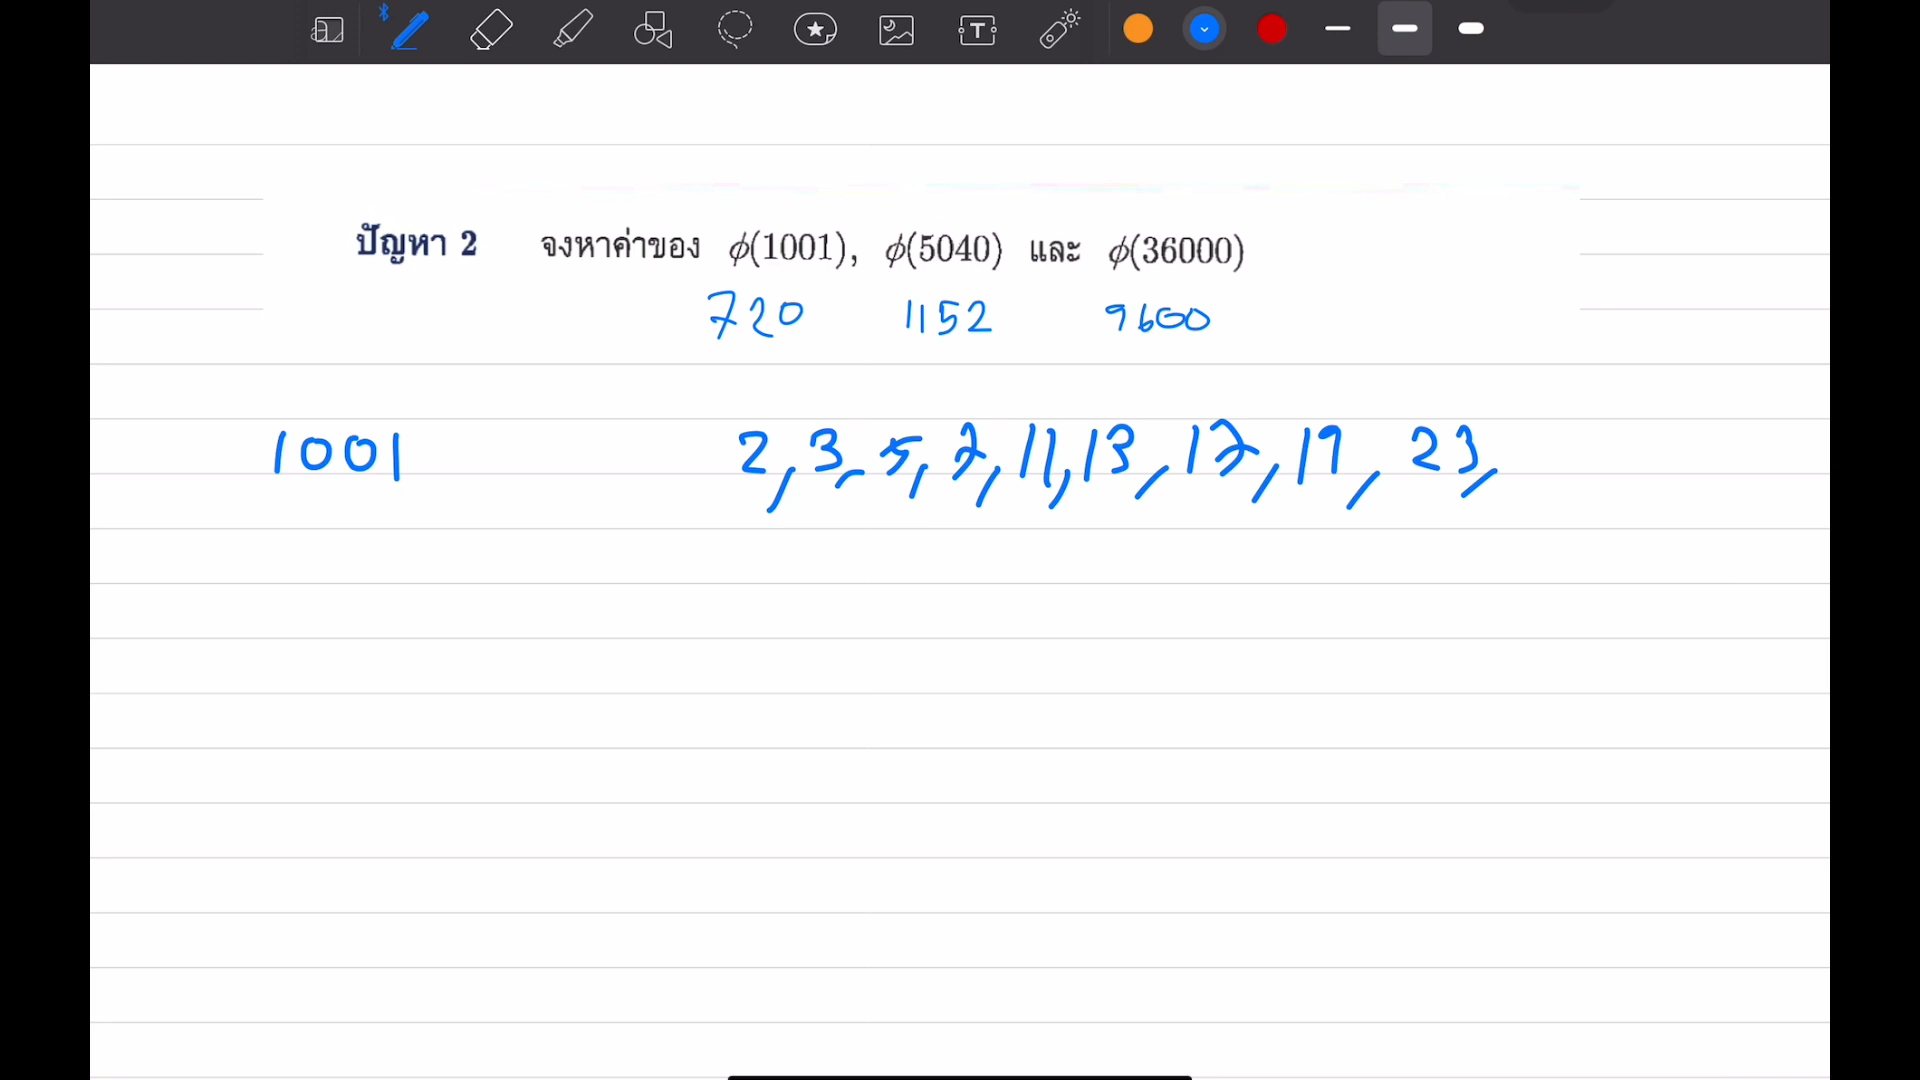 ปัญหา 2 จงหาค่าของ ϕ(1001), ϕ(5040) และ ϕ(36000)
720 1152 9600
1001 2, 3, 5, 7, 11, 13, 17, 19, 23,